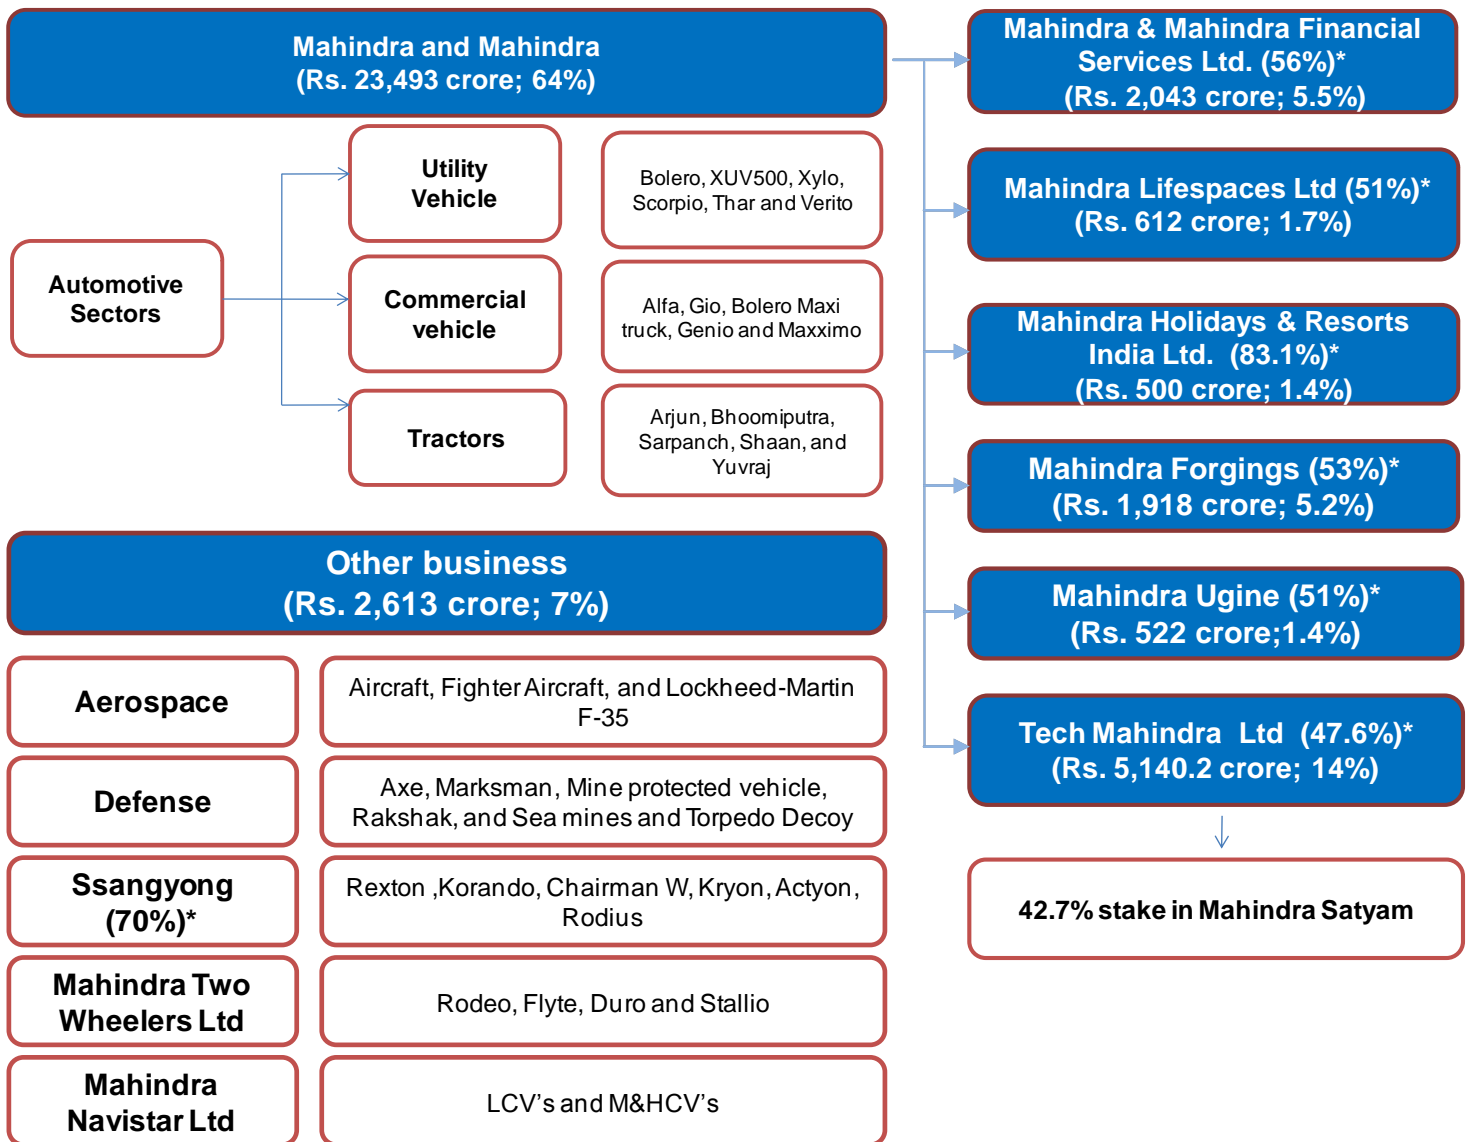 Mahindra and Mahindra
(Rs. 23,493 crore; 64%)
Automotive
Sectors
Utility
Vehicle
Bolero, XUV500, Xylo,
Scorpio, Thar and Verito
Commercial
vehicle
Alfa, Gio, Bolero Maxi
truck, Genio and Maxximo
Tractors
Arjun, Bhoomiputra,
Sarpanch, Shaan, and
Yuvraj
Other business
(Rs. 2,613 crore; 7%)
Aerospace
Aircraft, Fighter Aircraft, and Lockheed-Martin
F-35
Defense
Axe, Marksman, Mine protected vehicle,
Rakshak, and Sea mines and Torpedo Decoy
Ssangyong
(70%)*
Rexton ,Korando, Chairman W, Kryon, Actyon,
Rodius
Mahindra Two
Wheelers Ltd
Rodeo, Flyte, Duro and Stallio
Mahindra
Navistar Ltd
LCV’s and M&HCV’s
Mahindra & Mahindra Financial
Services Ltd. (56%)*
(Rs. 2,043 crore; 5.5%)
Mahindra Lifespaces Ltd (51%)*
(Rs. 612 crore; 1.7%)
Mahindra Holidays & Resorts
India Ltd. (83.1%)*
(Rs. 500 crore; 1.4%)
Mahindra Forgings (53%)*
(Rs. 1,918 crore; 5.2%)
Mahindra Ugine (51%)*
(Rs. 522 crore;1.4%)
Tech Mahindra Ltd (47.6%)*
(Rs. 5,140.2 crore; 14%)
42.7% stake in Mahindra Satyam